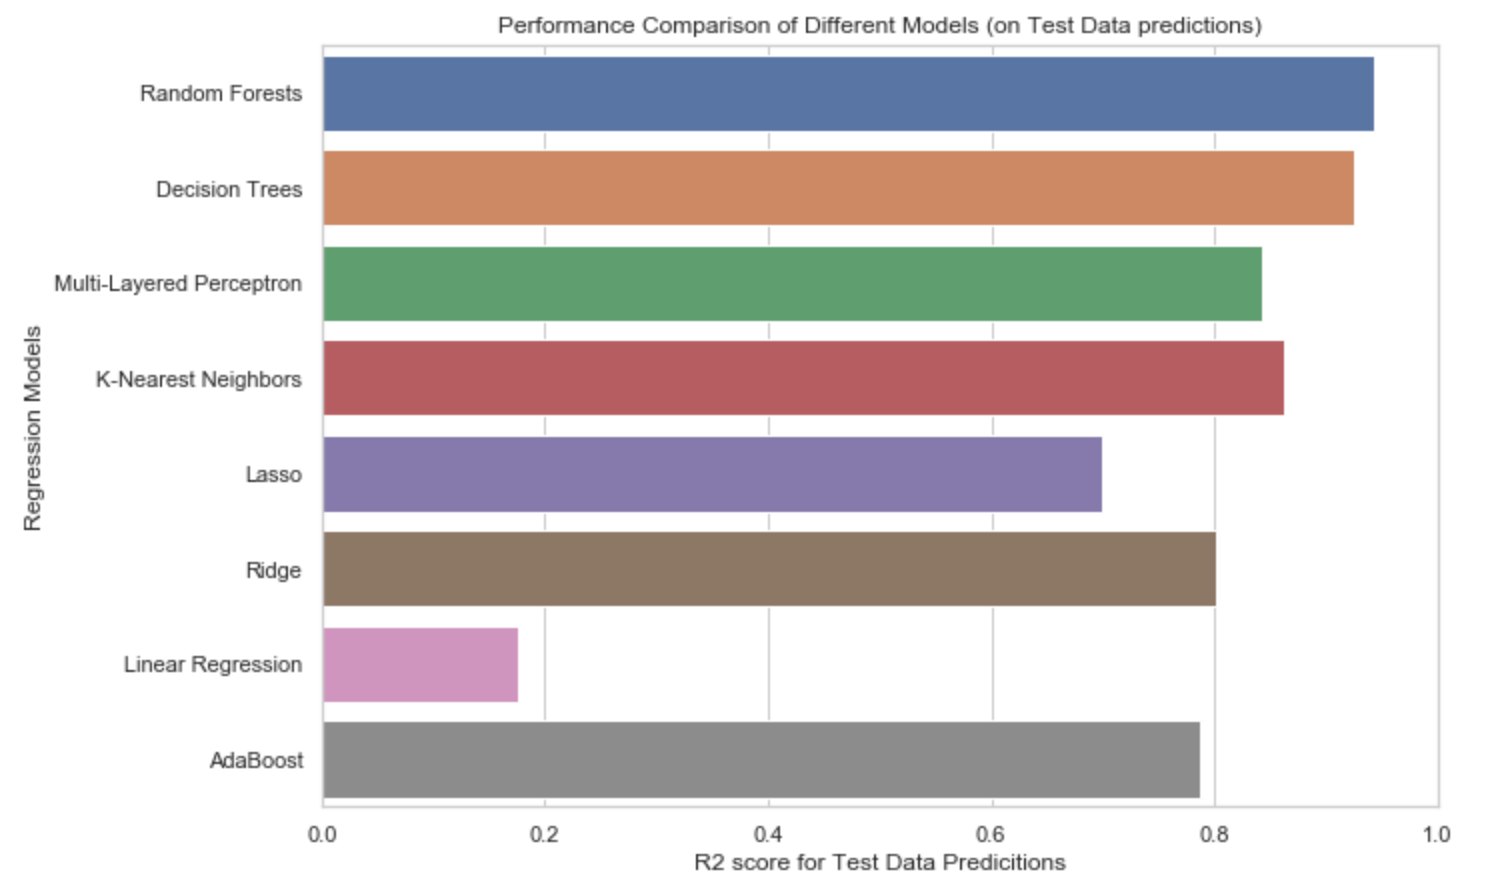 Performance Comparison of Different Models (on Test Data predictions)
Random Forests
Decision Trees
Multi-Layered Perceptron
K-Nearest Neighbors
Lasso
Ridge
Linear Regression
AdaBoost
Regression Models
0.0 0.2 0.4 0.6 0.8 1.0
R2 score for Test Data Predicitions